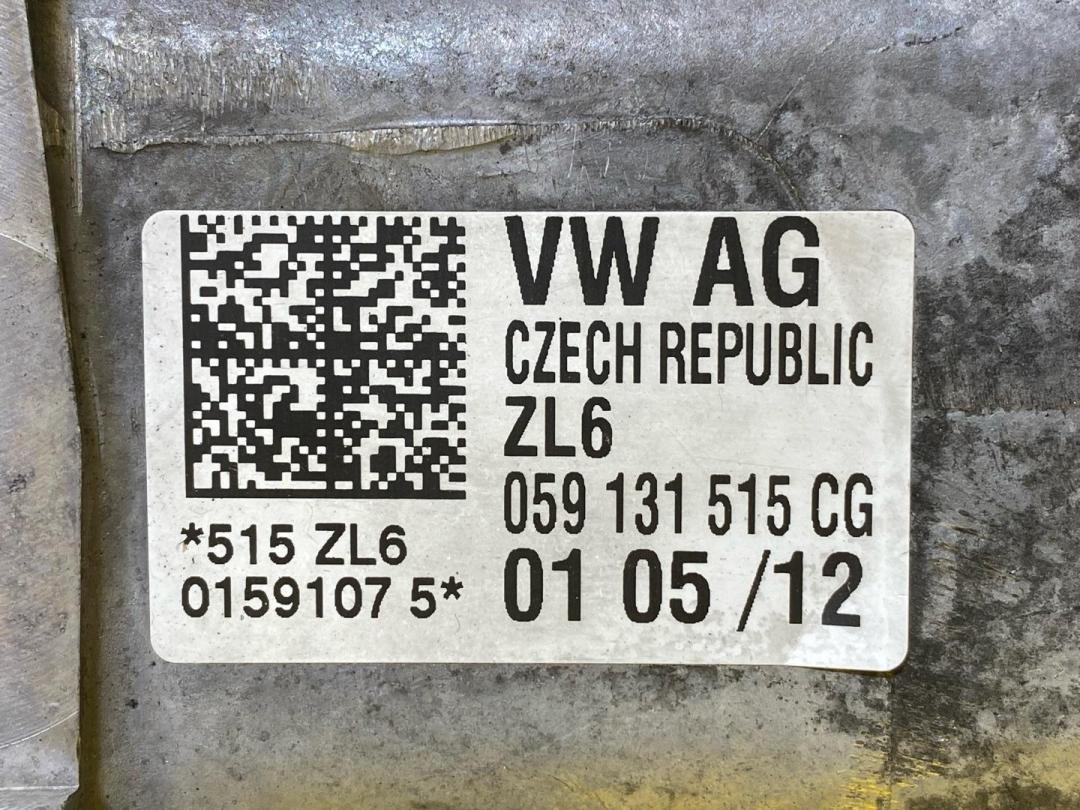 VW AG
CZECH REPUBLIC
ZL6
059 131 515 CG
01 05 /12
*515 ZL6
0159107 5*